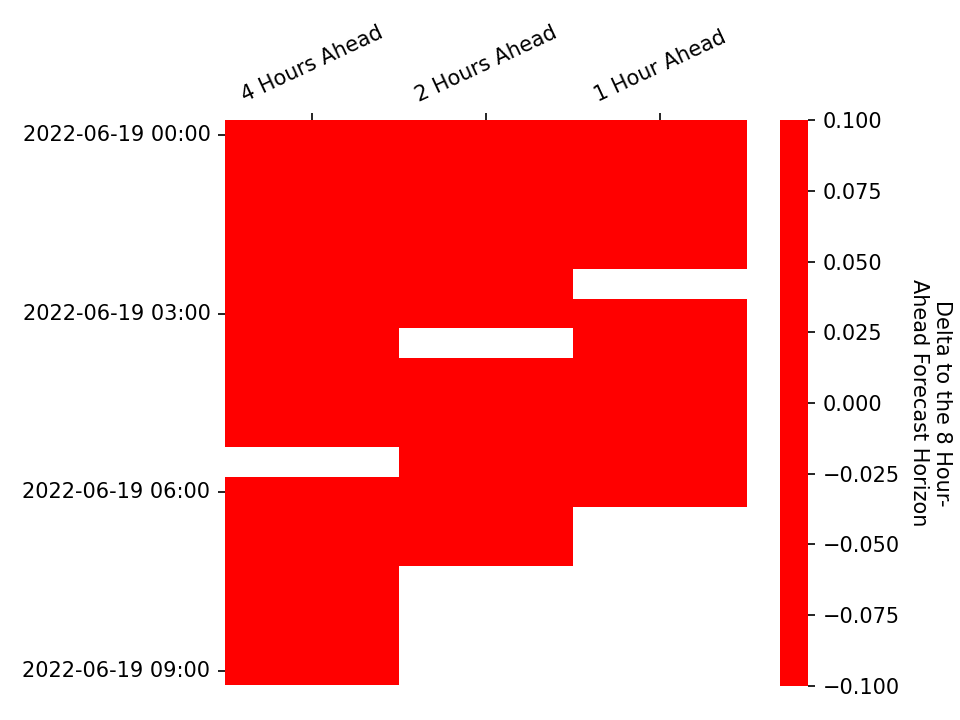 4 Hours Ahead
2 Hours Ahead
1 Hour Ahead
2022-06-19 00:00
2022-06-19 03:00
2022-06-19 06:00
2022-06-19 09:00
0.100
0.075
0.050
0.025
0.000
−0.025
−0.050
−0.075
−0.100
Delta to the 8 Hour-
Ahead Forecast Horizon